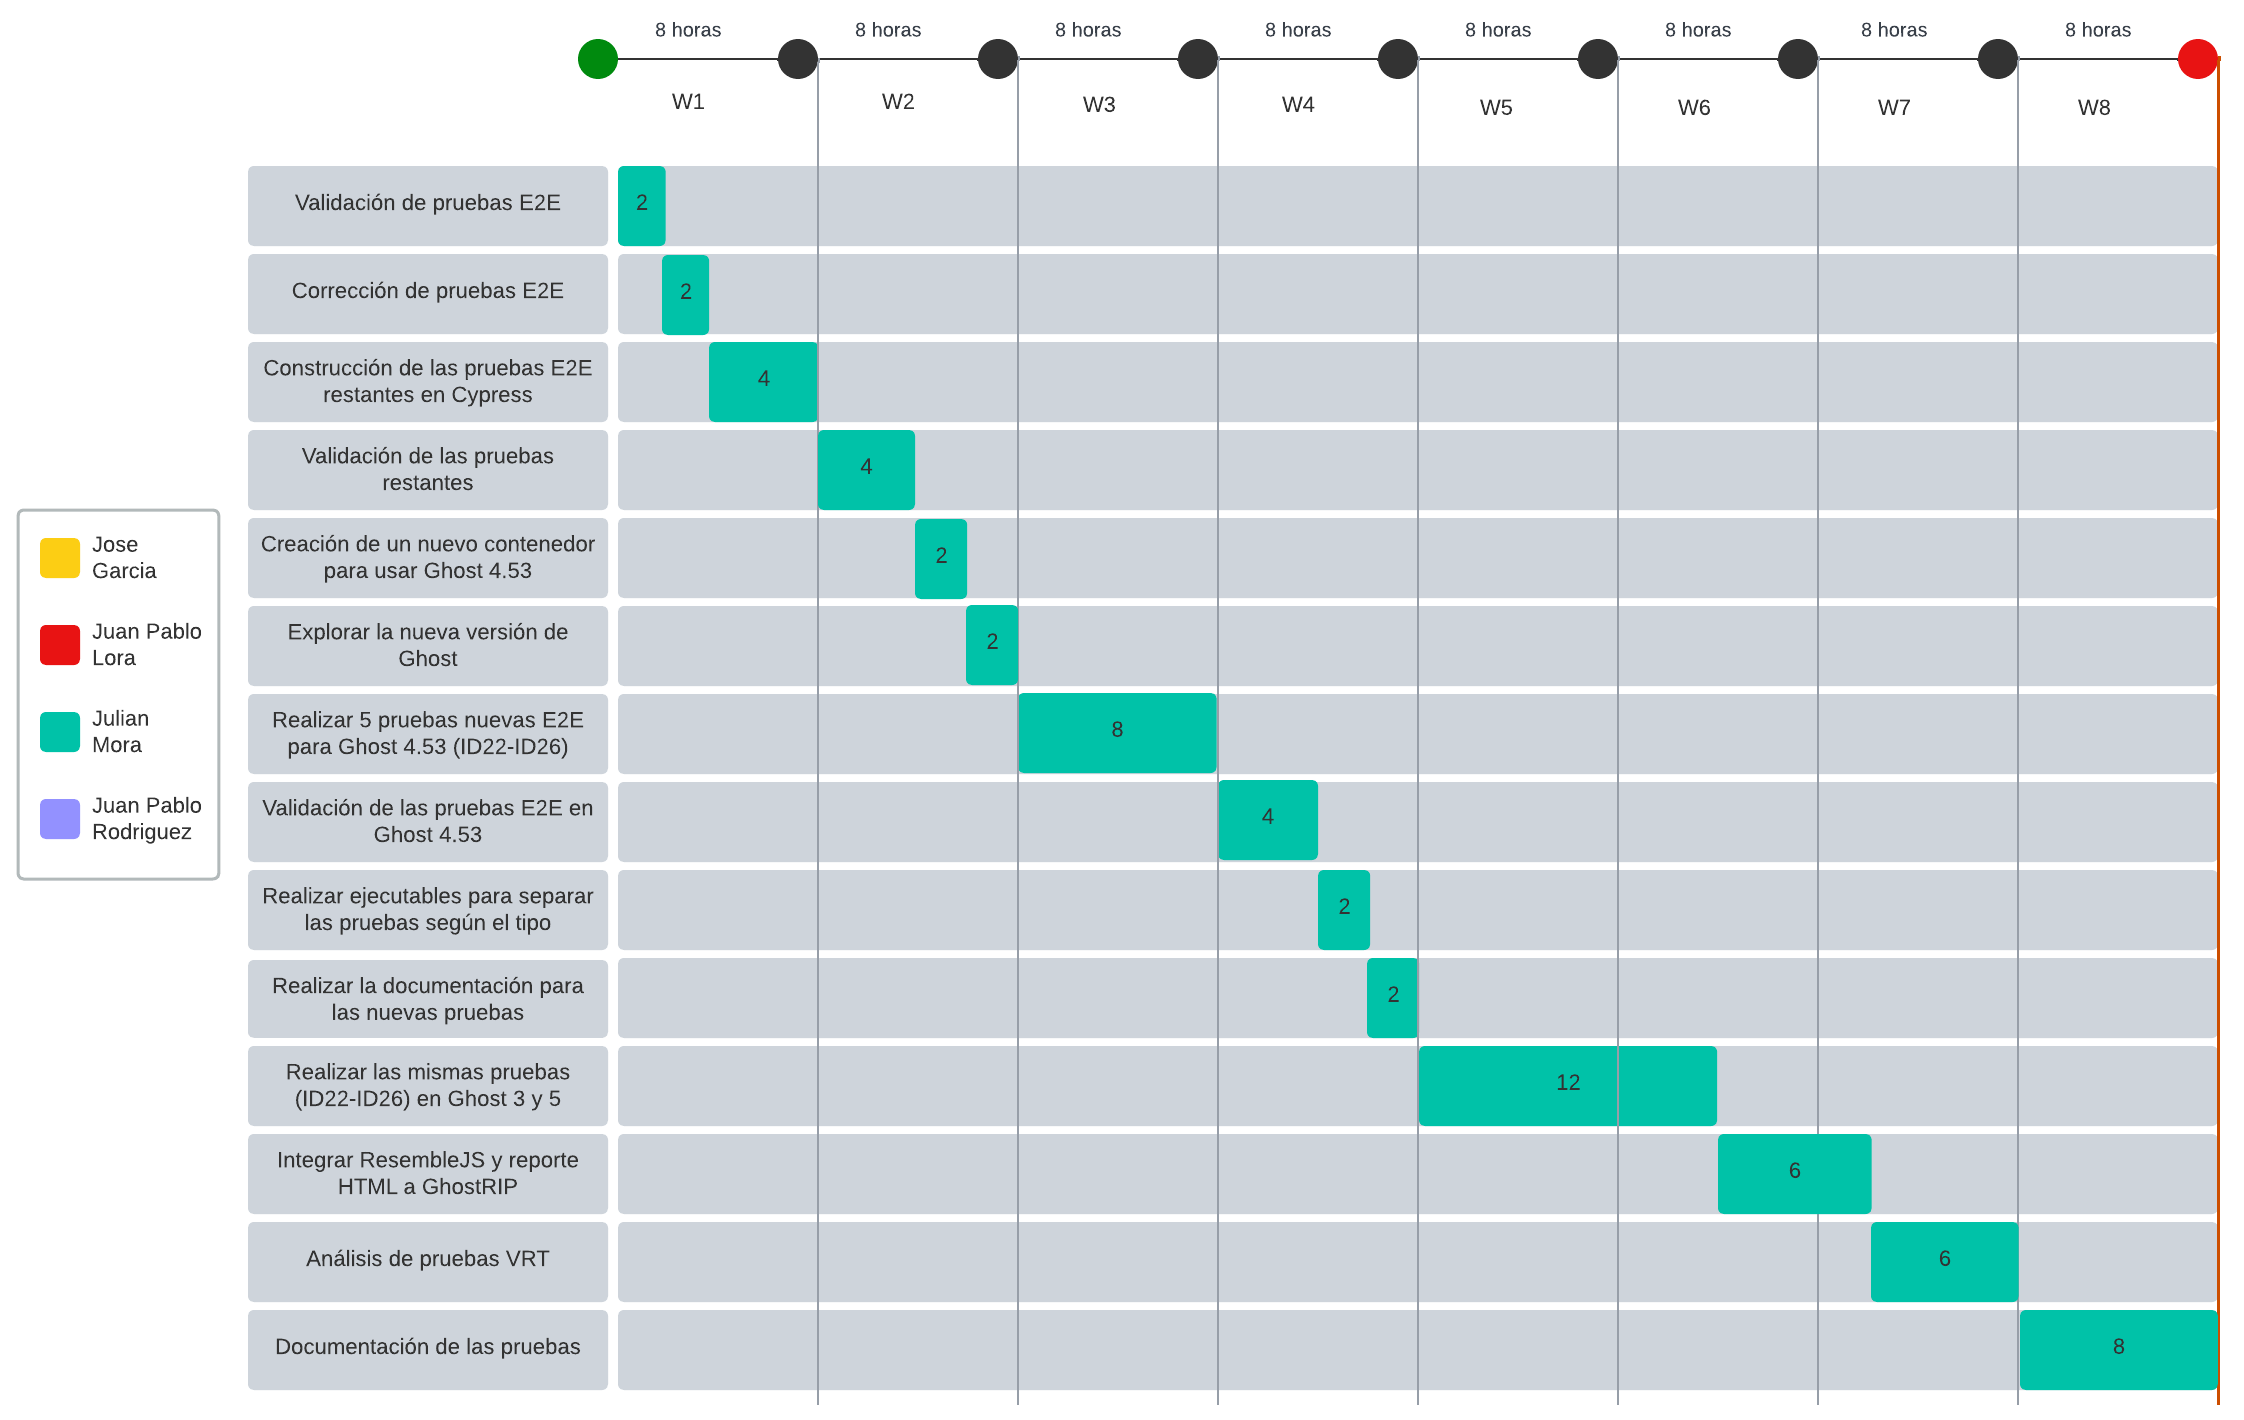 8 horas
8 horas
8 horas
8 horas
8 horas
8 horas
8 horas
8 horas
W1
W2
W3
W4
W5
W6
W7
W8
Validación de pruebas E2E
2
Corrección de pruebas E2E
2
Construcción de las pruebas E2E
restantes en Cypress
4
Validación de las pruebas
restantes
4
Creación de un nuevo contenedor
para usar Ghost 4.53
2
Explorar la nueva versión de
Ghost
2
Realizar 5 pruebas nuevas E2E
para Ghost 4.53 (ID22-ID26)
8
Validación de las pruebas E2E en
Ghost 4.53
4
Realizar ejecutables para separar
las pruebas según el tipo
2
Realizar la documentación para
las nuevas pruebas
2
Realizar las mismas pruebas
(ID22-ID26) en Ghost 3 y 5
12
Integrar ResembleJS y reporte
HTML a GhostRIP
6
Análisis de pruebas VRT
6
Documentación de las pruebas
8
Jose
Garcia
Juan Pablo
Lora
Julian
Mora
Juan Pablo
Rodriguez